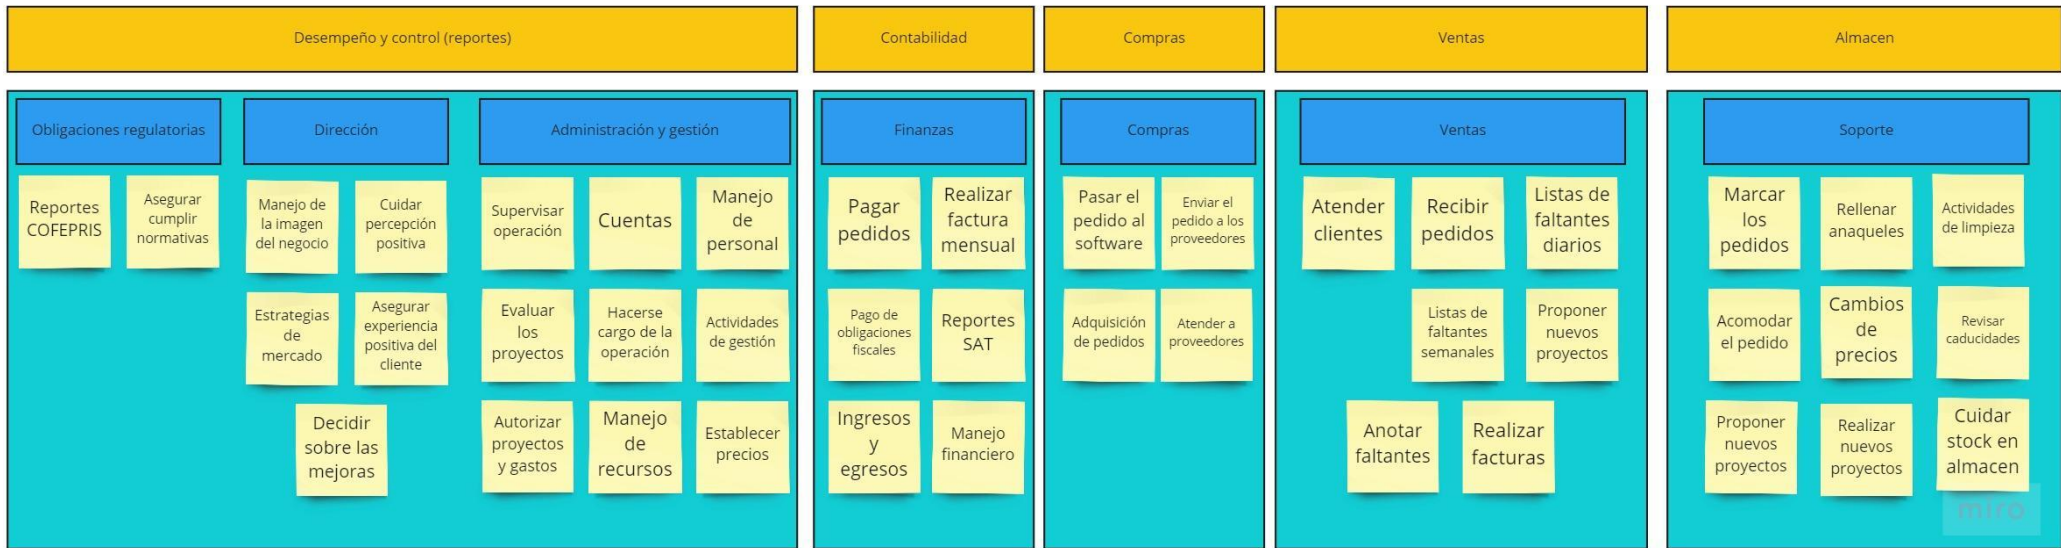 Desempeño y control (reportes)
Contabilidad
Compras
Ventas
Almacen
Obligaciones regulatorias
Dirección
Administración y gestión
Finanzas
Compras
Ventas
Soporte
Reportes
COFEPRIS
Asegurar
cumplir
normativas
Manejo de
la imagen
del negocio
Cuidar
percepción
positiva
Estrategias
de
mercado
Asegurar
experiencia
positiva del
cliente
Decidir
sobre las
mejoras
Supervisar
operación
Cuentas
Manejo
de
personal
Evaluar
los
proyectos
Hacerse
cargo de la
operación
Actividades
de gestión
Autorizar
proyectos
y gastos
Manejo
de
recursos
Establecer
precios
Pagar
pedidos
Realizar
factura
mensual
Pago de
obligaciones
fiscales
Reportes
SAT
Ingresos
y
egresos
Manejo
financiero
Pasar el
pedido al
software
Enviar el
pedido a los
proveedores
Adquisición
de pedidos
Atender a
proveedores
Atender
clientes
Recibir
pedidos
Listas de
faltantes
diarios
Listas de
faltantes
semanales
Proponer
nuevos
proyectos
Anotar
faltantes
Realizar
facturas
Marcar
los
pedidos
Rellenar
anaqueles
Actividades
de limpieza
Acomodar
el pedido
Cambios
de
precios
Revisar
caducidades
Proponer
nuevos
proyectos
Realizar
nuevos
proyectos
Cuidar
stock en
almacen
miro